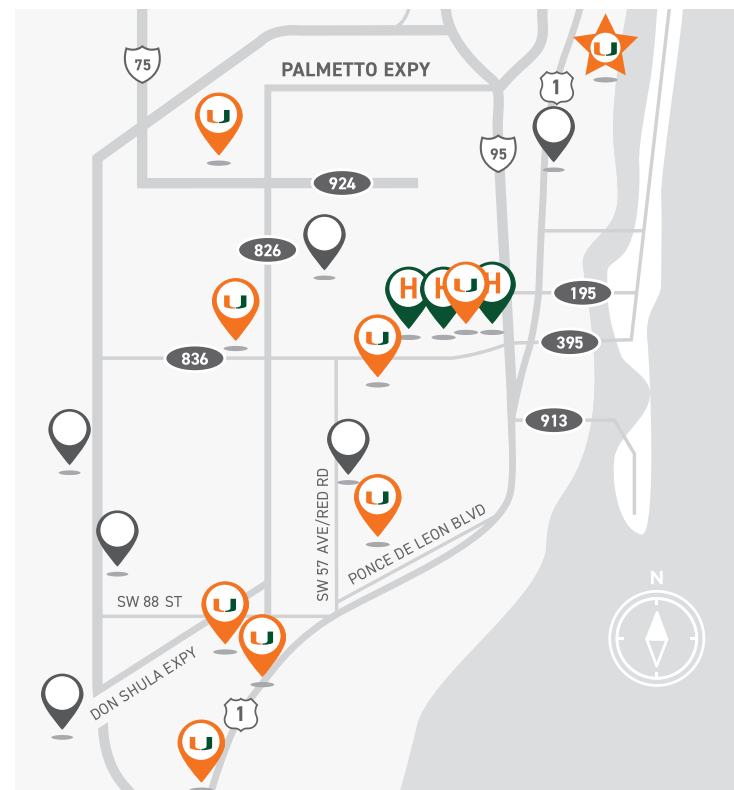 75
PALMETTO EXPY
1
95
924
826
195
H
H
H
395
836
913
SW 57 AVE/RED RD
PONCE DE LEON BLVD
N
SW 88 ST
DON SHULA EXPY
1
U
U
U
U
U
U
U
U
U